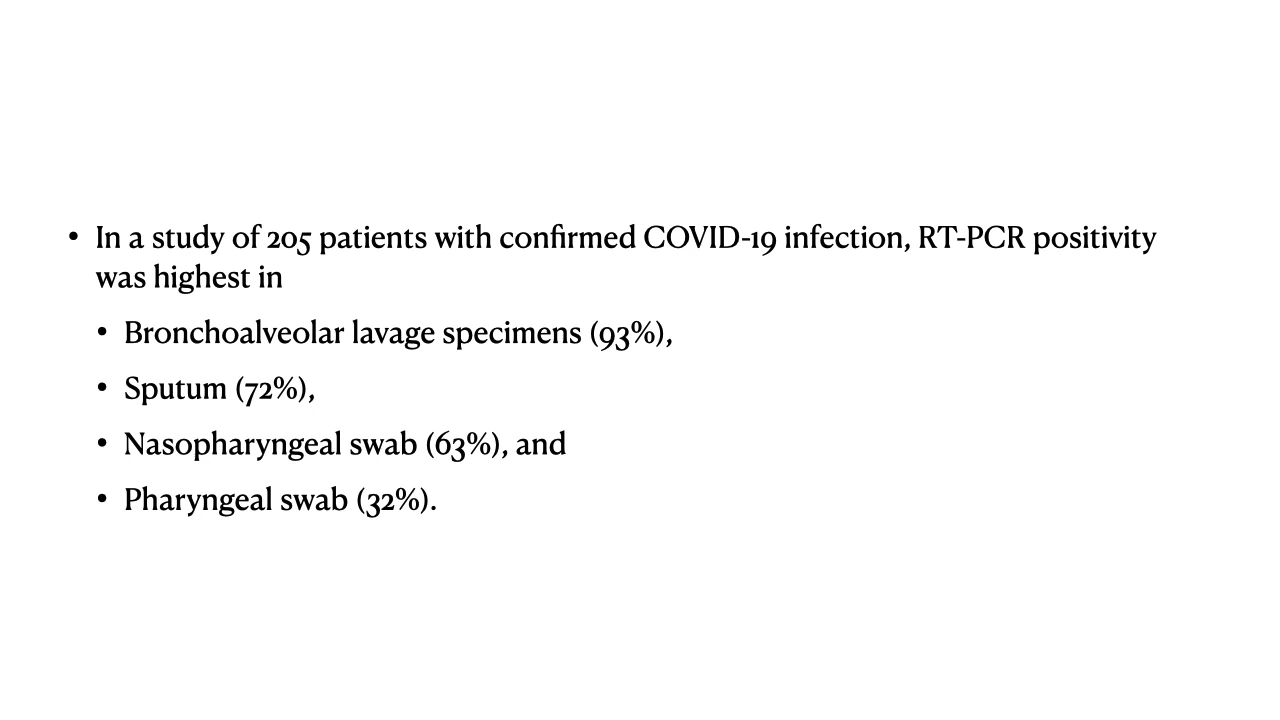 • In a study of 205 patients with confirmed COVID-19 infection, RT-PCR positivity
was highest in
• Bronchoalveolar lavage specimens (93%),
• Sputum (72%),
• Nasopharyngeal swab (63%), and
• Pharyngeal swab (32%).